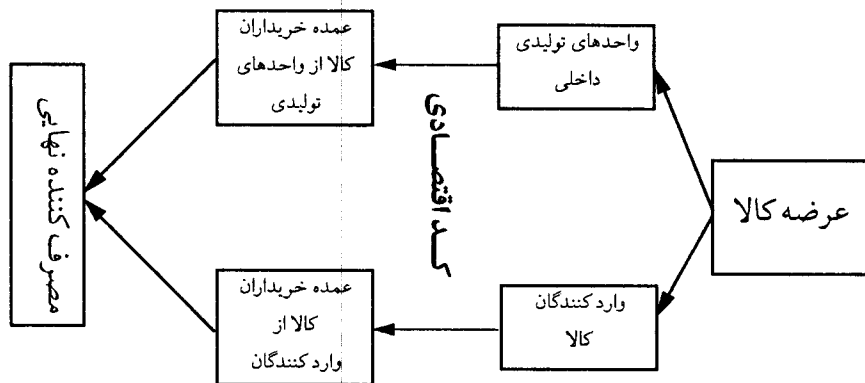 عرضه کالا
واحدهای تولیدی
داخلی
وارد کنندگان
کالا
کد اقتصادی
عمده خریداران
کالا از واحدهای
تولیدی
عمده خریداران
کالا از
وارد کنندگان
مصرف کننده نهایی